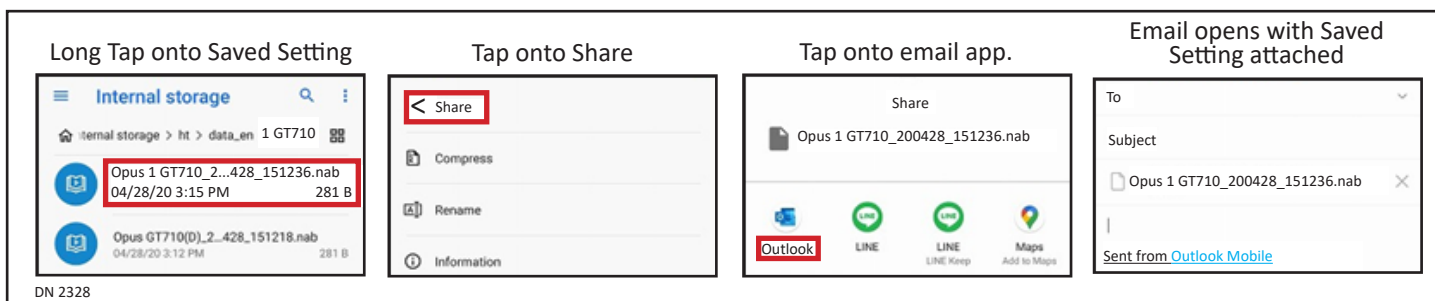 Long Tap onto Saved Setting
Internal storage
ternal storage > ht > data_en 1 GT710
Opus 1 GT710_2...428_151236.nab
04/28/20 3:15 PM 281 B
Opus GT710(D)_2...428_151218.nab
04/28/20 3:12 PM 281 B
Tap onto Share
< Share
Compress
Rename
Information
Tap onto email app.
Share
Opus 1 GT710_200428_151236.nab
Outlook
LINE
LINE
LINE
LINE
LINE Keep
Maps
Add to Maps
Email opens with Saved
Setting attached
To
Subject
Opus 1 GT710_200428_151236.nab
Sent from Outlook Mobile
DN 2328